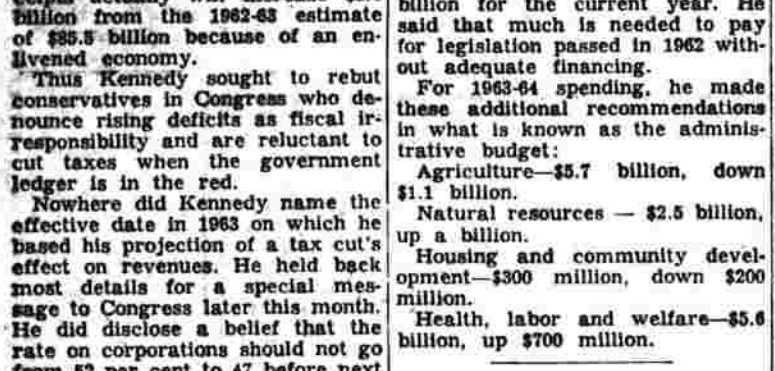 billion from the 1962-63 estimate
of $85.5 billion because of an en-
livened economy.
Thus Kennedy sought to rebut
conservatives in Congress who de-
nounce rising deficits as fiscal ir-
responsibility and are reluctant to
cut taxes when the government
ledger is in the red.
Nowhere did Kennedy name the
effective date in 1963 on which he
based his projection of a tax cut's
effect on revenues. He held back
most details for a special mes-
sage to Congress later this month.
He did disclose a belief that the
rate on corporations should not go
from 52 per cent to 47 before next
billion for the current year. He
said that much is needed to pay
for legislation passed in 1962 with-
out adequate financing.
For 1963-64 spending, he made
these additional recommendations
in what is known as the adminis-
trative budget:
Agriculture—$5.7 billion, down
$1.1 billion.
Natural resources — $2.5 billion,
up a billion.
Housing and community devel-
opment—$300 million, down $200
million.
Health, labor and welfare—$5.6
billion, up $700 million.